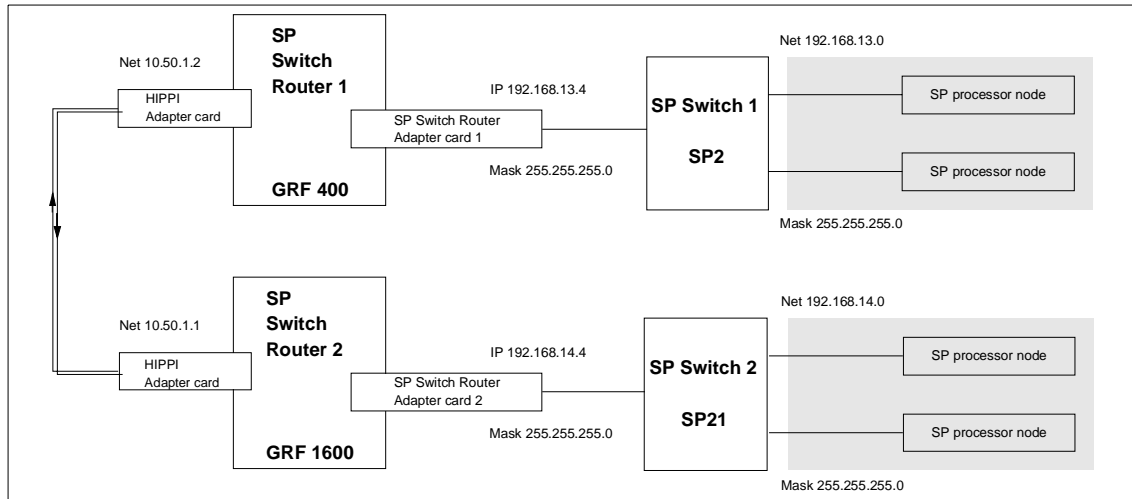 SP
Switch
Router 1
GRF 400
Net 10.50.1.2
HIPPI
Adapter card
IP 192.168.13.4
SP Switch Router
Adapter card 1
Mask 255.255.255.0
SP Switch 1
SP2
Net 192.168.13.0
SP processor node
SP processor node
Mask 255.255.255.0
SP
Switch
Router 2
GRF 1600
Net 10.50.1.1
HIPPI
Adapter card
IP 192.168.14.4
SP Switch Router
Adapter card 2
Mask 255.255.255.0
SP Switch 2
SP21
Net 192.168.14.0
SP processor node
SP processor node
Mask 255.255.255.0